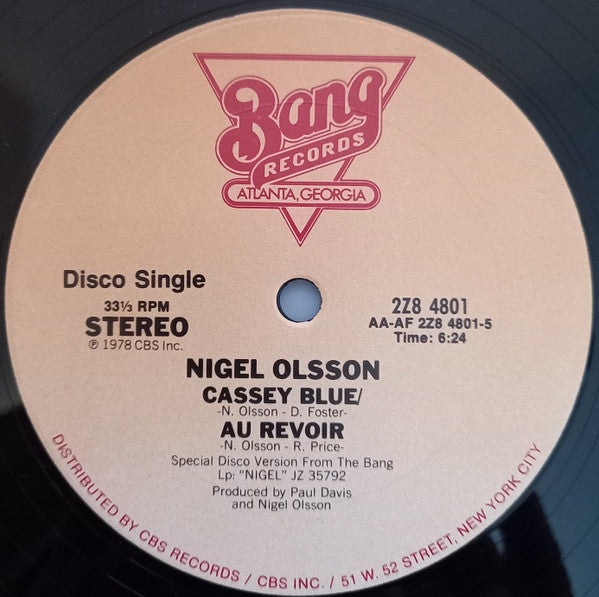 Bang
RECORDS
ATLANTA, GEORGIA
Disco Single
33⅓ RPM
STEREO
℗ 1978 CBS Inc.
2Z8 4801
AA-AF 2Z8 4801-5
Time: 6:24
NIGEL OLSSON
CASSEY BLUE/
-N. Olsson - D. Foster-
AU REVOIR
-N. Olsson - R. Price-
Special Disco Version From The Bang
Lp: "NIGEL" JZ 35792
Produced by Paul Davis
and Nigel Olsson
DISTRIBUTED BY CBS RECORDS / CBS INC. / 51 W. 52 STREET, NEW YORK CITY